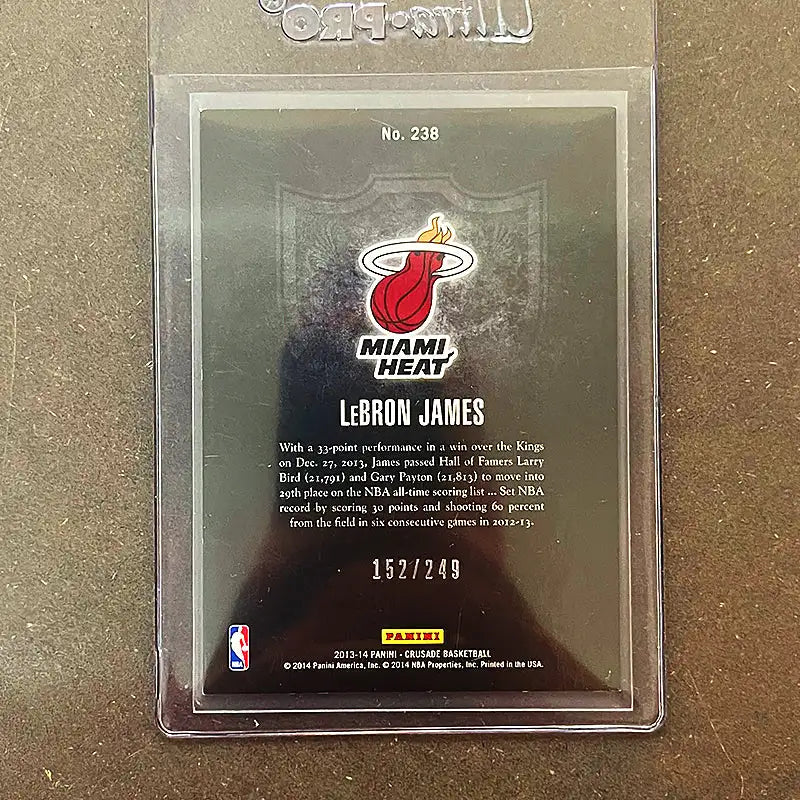 Ultra·PRO®
No. 238
MIAMI
HEAT
LeBRON JAMES
With a 33-point performance in a win over the Kings
on Dec. 27, 2013, James passed Hall of Famers Larry
Bird (21,791) and Gary Payton (21,813) to move into
29th place on the NBA all-time scoring list ... Set NBA
record by scoring 30 points and shooting 60 percent
from the field in six consecutive games in 2012-13.
152/249
PANINI
NBA
2013-14 PANINI - CRUSADE BASKETBALL
© 2014 Panini America, Inc. © 2014 NBA Properties, Inc. Printed in the USA.